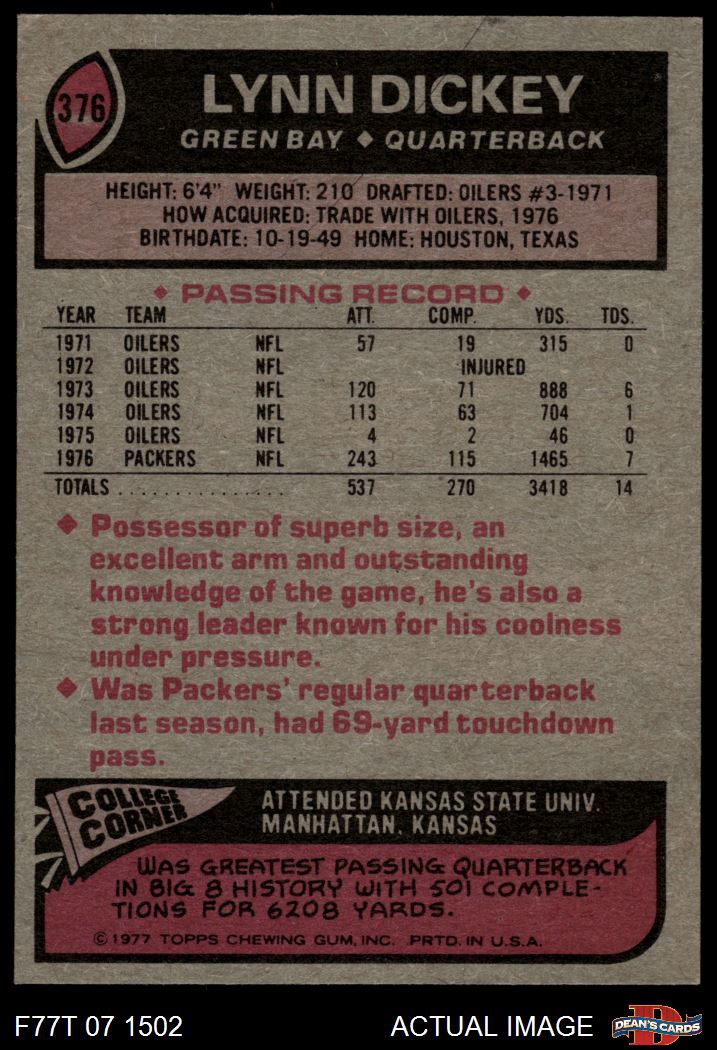 376
LYNN DICKEY
GREEN BAY ♦ QUARTERBACK
HEIGHT: 6'4" WEIGHT: 210 DRAFTED: OILERS #3-1971
HOW ACQUIRED: TRADE WITH OILERS, 1976
BIRTHDATE: 10-19-49 HOME: HOUSTON, TEXAS
♦ PASSING RECORD ♦
YEAR TEAM ATT. COMP. YDS. TDS.
1971 OILERS NFL 57 19 315 0
1972 OILERS NFL INJURED
1973 OILERS NFL 120 71 888 6
1974 OILERS NFL 113 63 704 1
1975 OILERS NFL 4 2 46 0
1976 PACKERS NFL 243 115 1465 7
TOTALS ................ 537 270 3418 14
♦ Possessor of superb size, an
excellent arm and outstanding
knowledge of the game, he's also a
strong leader known for his coolness
under pressure.
♦ Was Packers' regular quarterback
last season, had 69-yard touchdown
pass.
COLLEGE
CORNER
ATTENDED KANSAS STATE UNIV.
MANHATTAN, KANSAS
WAS GREATEST PASSING QUARTERBACK
IN BIG 8 HISTORY WITH 501 COMPLE-
TIONS FOR 6208 YARDS.
© 1977 TOPPS CHEWING GUM, INC. PRTD. IN U.S.A.
F77T 07 1502 ACTUAL IMAGE
D
DEAN'S CARDS